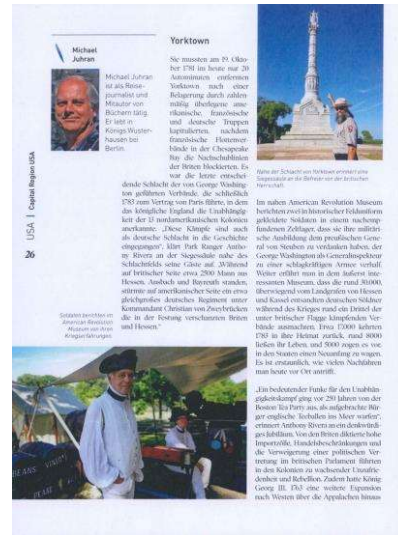 Michael
Juhran
Michael Juhran
ist als Reise-
journalist und
Mitautor von
Büchern tätig.
Er lebt in
Königs Wuster-
hausen bei
Berlin.
USA | Capital Region USA
26
Yorktown
Sie mussten am 19. Okto-
ber 1781 im heute nur 20
Autominuten entfernten
Yorktown nach einer
Belagerung durch zahlen-
mäßig überlegene ame-
rikanische, französische
und deutsche Truppen
kapitulieren, nachdem
französische Flottenver-
bände in der Chesapeake
Bay die Nachschublinien
der Briten blockierten. Es
war die letzte entschei-
dende Schlacht der von George Washing-
ton geführten Verbände, die schließlich
1783 zum Vertrag von Paris führten, in dem
das königliche England die Unabhängig-
keit der 13 nordamerikanischen Kolonien
anerkannte. „Diese Kämpfe sind auch
als deutsche Schlacht in die Geschichte
eingegangen", klärt Park Ranger Antho-
ny Rivera an der Siegessäule nahe des
Schlachtfelds seine Gäste auf. „Während
auf britischer Seite etwa 2500 Mann aus
Hessen, Ansbach und Bayreuth standen,
stürmte auf amerikanischer Seite ein etwa
gleichgroßes deutsches Regiment unter
Kommandant Christian von Zweybrücken
die in der Festung verschanzten Briten
und Hessen."
Soldaten berichten im
American Revolution
Museum von ihren
Kriegserfahrungen.
Nahe der Schlacht von Yorktown erinnert eine
Siegessäule an die Befreier von der britischen
Herrschaft.
Im nahen American Revolution Museum
berichten zwei in historischer Felduniform
gekleidete Soldaten in einem nachemp-
fundenen Zeltlager, dass sie ihre militäri-
sche Ausbildung dem preußischen Gene-
ral von Steuben zu verdanken haben, der
George Washington als Generalinspekteur
zu einer schlagkräftigen Armee verhalf.
Weiter erfährt man in dem äußerst inte-
ressanten Museum, dass die rund 30.000,
überwiegend vom Landgrafen von Hessen
und Kassel entsandten deutschen Söldner
während des Krieges rund ein Drittel der
unter britischer Flagge kämpfenden Ver-
bände ausmachten. Etwa 17.000 kehrten
1783 in ihre Heimat zurück, rund 8000
ließen ihr Leben, und 5000 zogen es vor,
in den Staaten einen Neuanfang zu wagen.
Es ist erstaunlich, wie vielen Nachfahren
man heute vor Ort antrifft.
„Ein bedeutender Funke für den Unabhän-
gigkeitskampf ging vor 250 Jahren von der
Boston Tea Party aus, als aufgebrachte Bür-
ger englische Teeballen ins Meer warfen",
erinnert Anthony Rivera an ein denkwürdi-
ges Jubiläum. Von den Briten diktierte hohe
Importzölle, Handelsbeschränkungen und
die Verweigerung einer politischen Ver-
tretung im britischen Parlament führten
in den Kolonien zu wachsender Unzufrie-
denheit und Rebellion. Zudem hatte König
Georg III. 1763 eine weitere Expansion
nach Westen über die Appalachen hinaus